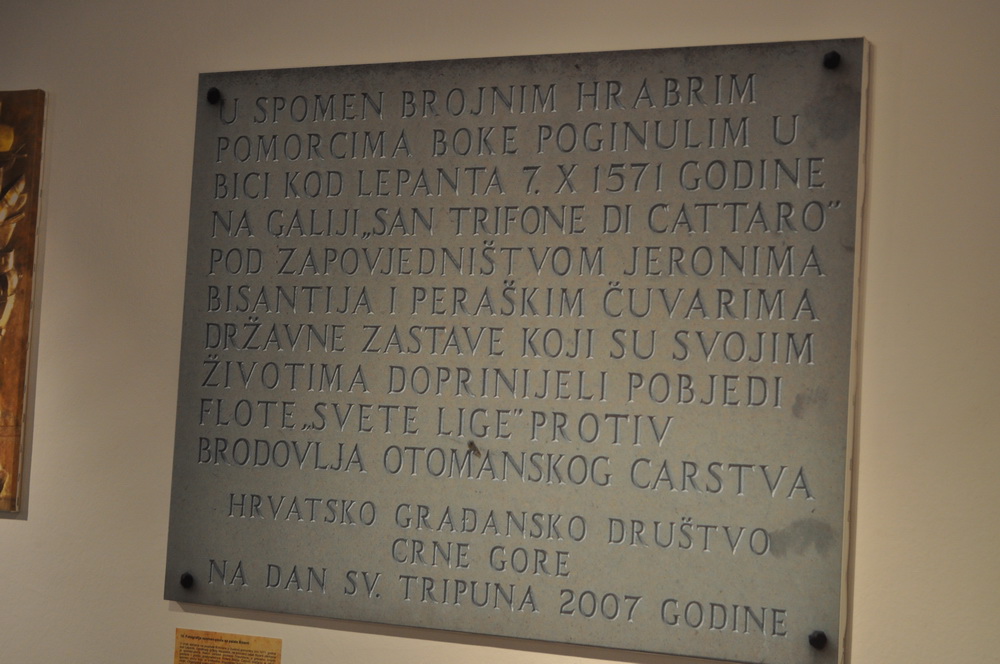 U SPOMEN BROJNIM HRABRIM
POMORCIMA BOKE POGINULIM U
BICI KOD LEPANTA 7. X 1571 GODINE
NA GALIJI „SAN TRIFONE DI CATTARO”
POD ZAPOVJEDNIŠTVOM JERONIMA
BISANTIJA I PERAŠKIM ČUVARIMA
DRŽAVNE ZASTAVE KOJI SU SVOJIM
ŽIVOTIMA DOPRINIJELI POBJEDI
FLOTE „SVETE LIGE” PROTIV
BRODOVLJA OTOMANSKOG CARSTVA
HRVATSKO GRAĐANSKO DRUŠTVO
CRNE GORE
NA DAN SV. TRIPUNA 2007 GODINE